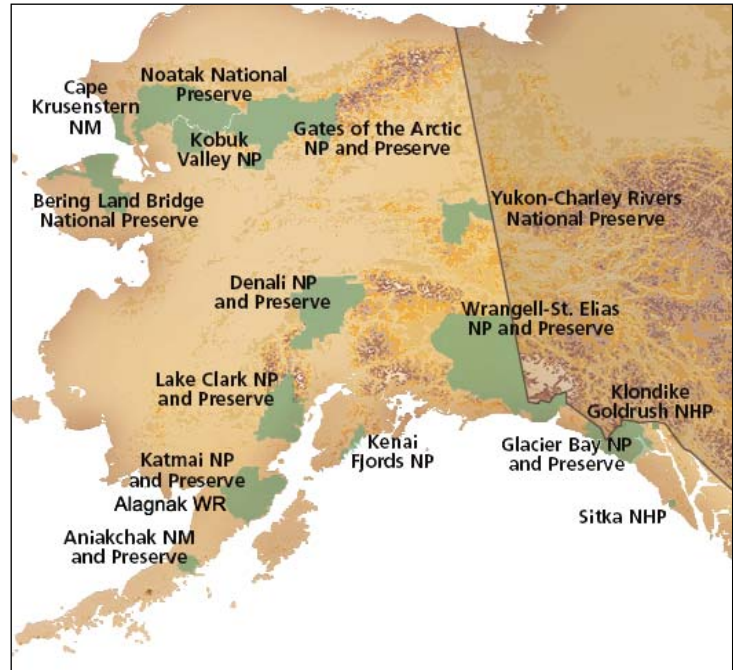 Noatak National
Preserve
Cape
Krusenstern
NM
Gates of the Arctic
NP and Preserve
Kobuk
Valley NP
Bering Land Bridge
National Preserve
Yukon-Charley Rivers
National Preserve
Denali NP
and Preserve
Wrangell-St. Elias
NP and Preserve
Lake Clark NP
and Preserve
Klondike
Goldrush NHP
Kenai
Fjords NP
Glacier Bay NP
and Preserve
Katmai NP
and Preserve
Alagnak WR
Sitka NHP
Aniakchak NM
and Preserve